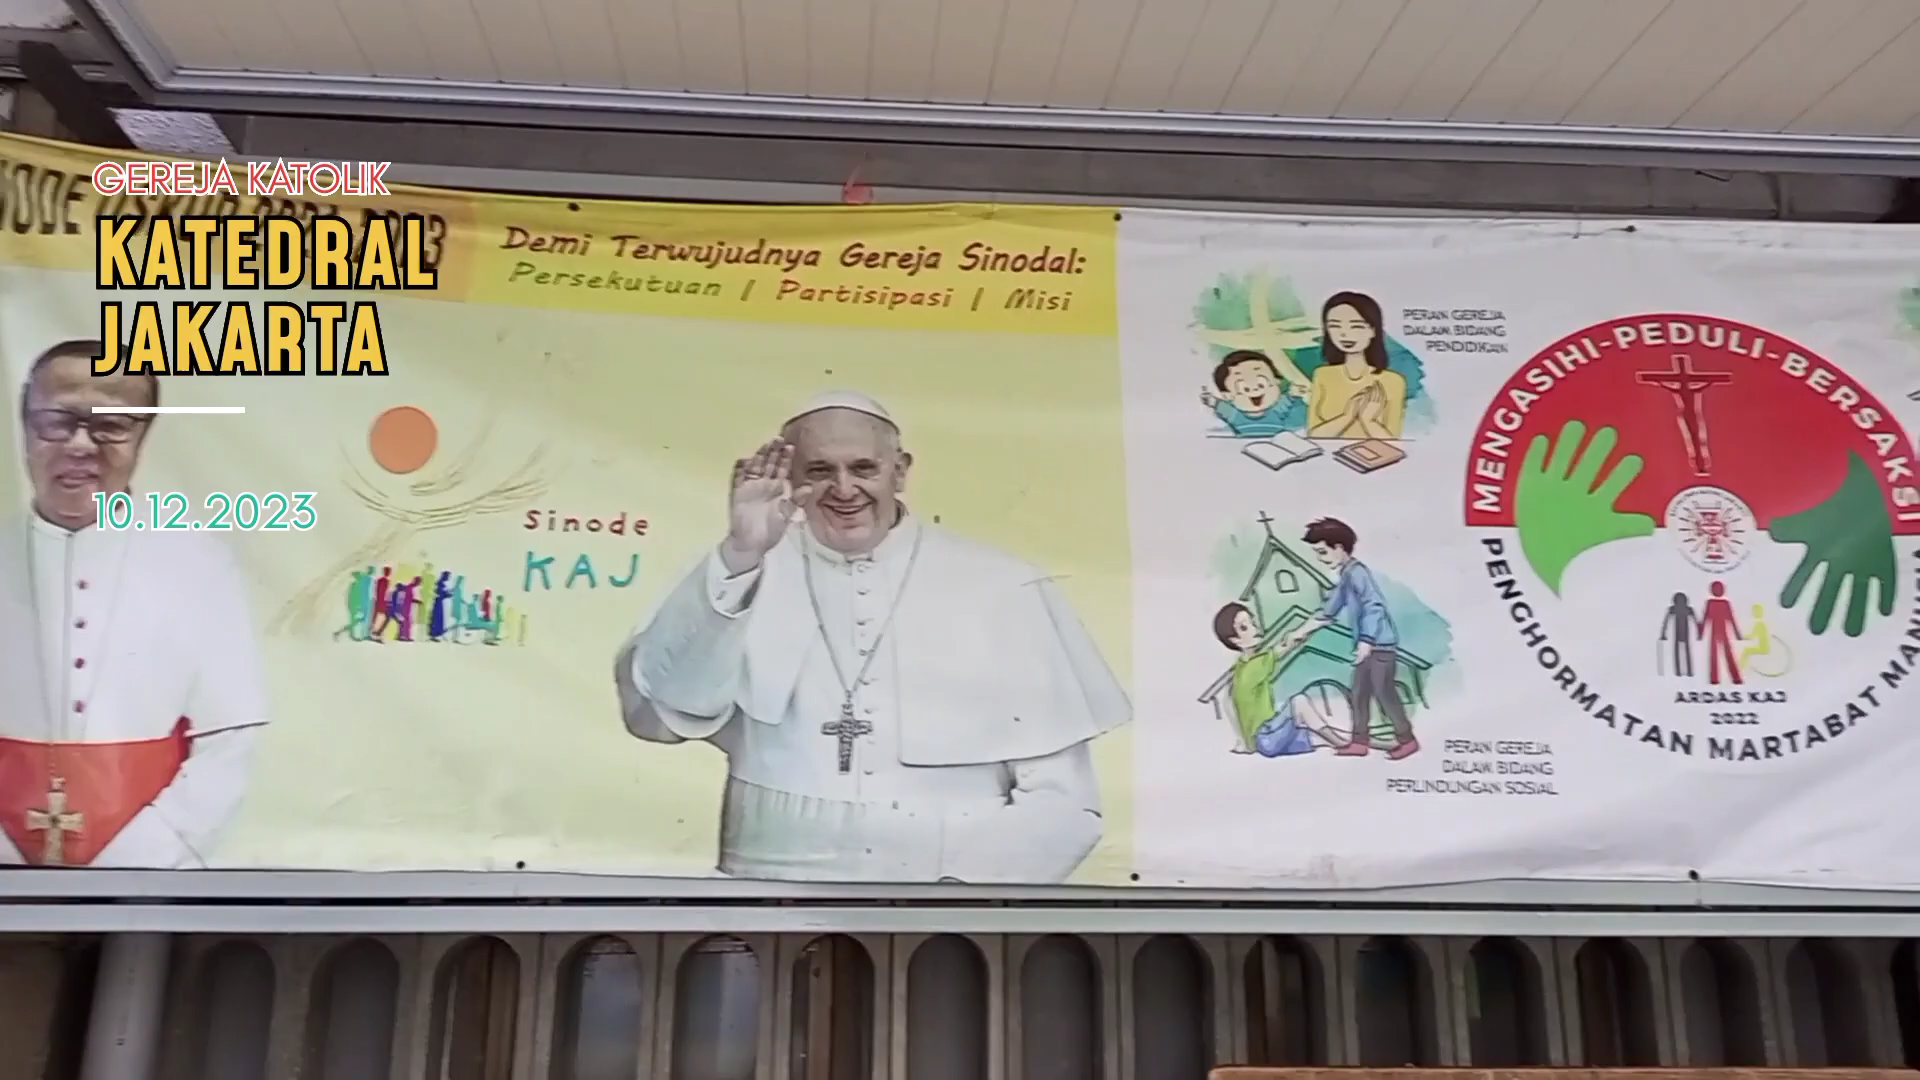 GEREJA KATOLIK
KATEDRAL
JAKARTA
10.12.2023
Demi Terwujudnya Gereja Sinodal:
Persekutuan / Partisipasi / Misi
Sinode
KAJ
PERAN GEREJA
DALAM BIDANG
PENDIDIKAN
PERAN GEREJA
DALAM BIDANG
PERLINDUNGAN SOSIAL
MENGASIHI-PEDULI-BERSAKSI
PENGHORMATAN MARTABAT
ARDAS KAJ
2022